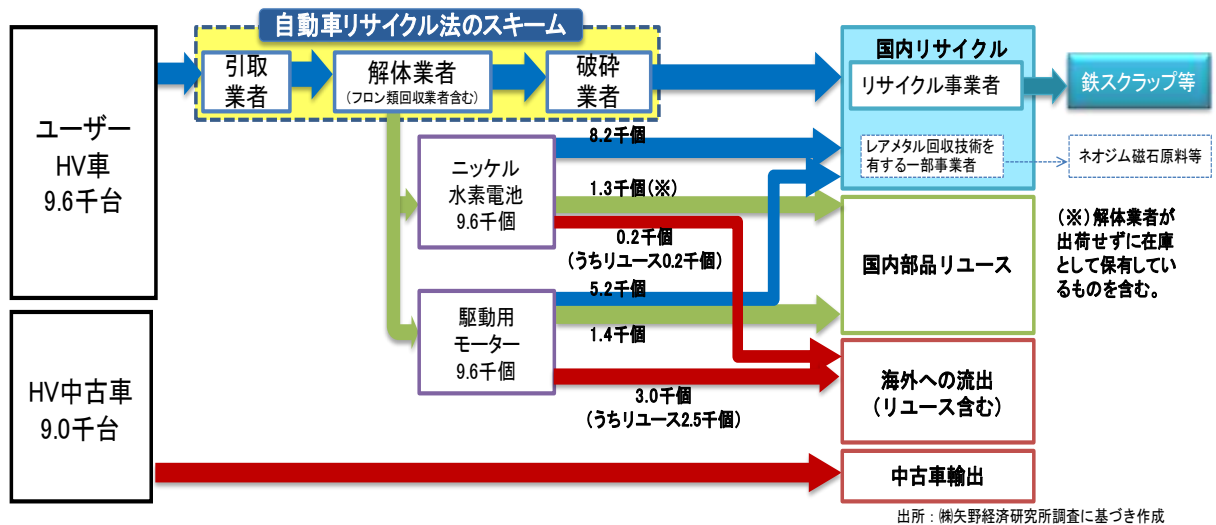 自動車リサイクル法のスキーム
ユーザー
HV車
9.6千台
引取
業者
解体業者
(フロン類回収業者含む)
破砕
業者
国内リサイクル
リサイクル事業者
鉄スクラップ等
レアメタル回収技術を
有する一部事業者
ネオジム磁石原料等
ニッケル
水素電池
9.6千個
8.2千個
1.3千個(※)
0.2千個
(うちリユース0.2千個)
国内部品リユース
(※)解体業者が
出荷せずに在庫
として保有してい
るものを含む。
駆動用
モーター
9.6千個
5.2千個
1.4千個
3.0千個
(うちリユース2.5千個)
海外への流出
(リユース含む)
HV中古車
9.0千台
中古車輸出
出所：㈱矢野経済研究所調査に基づき作成